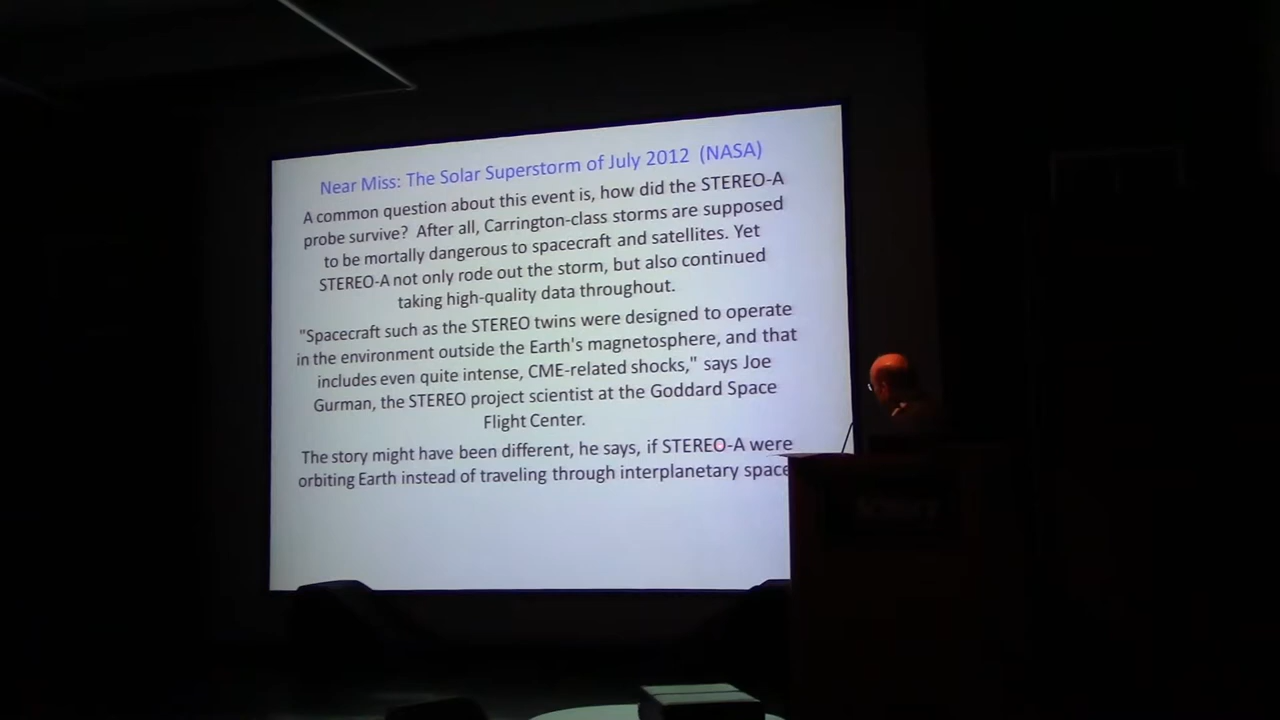 Near Miss: The Solar Superstorm of July 2012 (NASA)
A common question about this event is, how did the STEREO-A
probe survive? After all, Carrington-class storms are supposed
to be mortally dangerous to spacecraft and satellites. Yet
STEREO-A not only rode out the storm, but also continued
taking high-quality data throughout.
"Spacecraft such as the STEREO twins were designed to operate
in the environment outside the Earth's magnetosphere, and that
includes even quite intense, CME-related shocks," says Joe
Gurman, the STEREO project scientist at the Goddard Space
Flight Center.
The story might have been different, he says, if STEREO-A were
orbiting Earth instead of traveling through interplanetary space